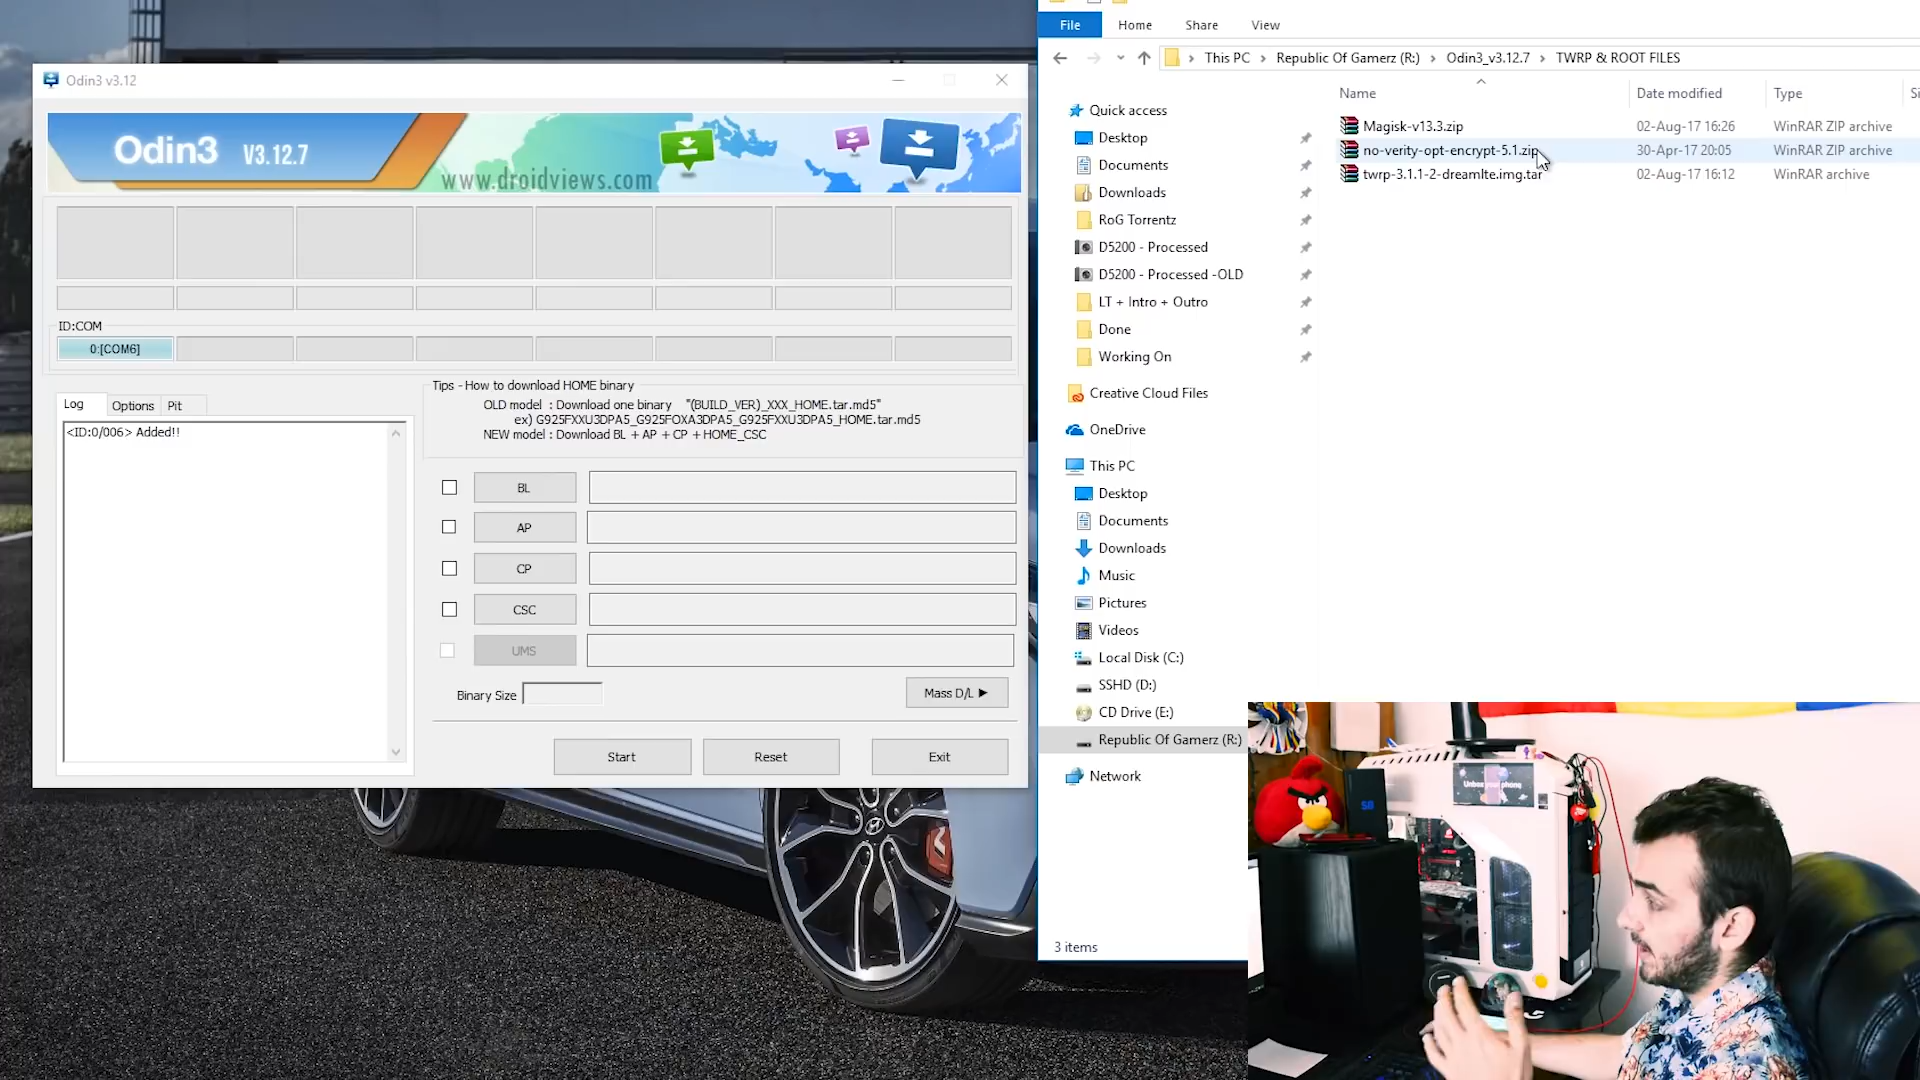 Odin3 v3.12
Odin3 V3.12.7
www.droidviews.com
ID:COM
0:[COM6]
Log
Options
Pit
<ID:0/006> Added!!
Tips - How to download HOME binary
OLD model : Download one binary "(BUILD_VER)_XXX_HOME.tar.md5"
ex) G925FXXU3DPA5_G925FOXA3DPA5_G925FXXU3DPA5_HOME.tar.md5
NEW model : Download BL + AP + CP + HOME_CSC
BL
AP
CP
CSC
UMS
Binary Size
Mass D/L ►
Start
Reset
Exit
File
Home
Share
View
This PC > Republic Of Gamerz (R:) > Odin3_v3.12.7 > TWRP & ROOT FILES
Name
Date modified
Type
Magisk-v13.3.zip
02-Aug-17 16:26
WinRAR ZIP archive
no-verity-opt-encrypt-5.1.zip
30-Apr-17 20:05
WinRAR ZIP archive
twrp-3.1.1-2-dreamlte.img.tar
02-Aug-17 16:12
WinRAR archive
Quick access
Desktop
Documents
Downloads
RoG Torrentz
D5200 - Processed
D5200 - Processed -OLD
LT + Intro + Outro
Done
Working On
Creative Cloud Files
OneDrive
This PC
Desktop
Documents
Downloads
Music
Pictures
Videos
Local Disk (C:)
SSHD (D:)
CD Drive (E:)
Republic Of Gamerz (R:)
Network
3 items
Unbox your phone
S8